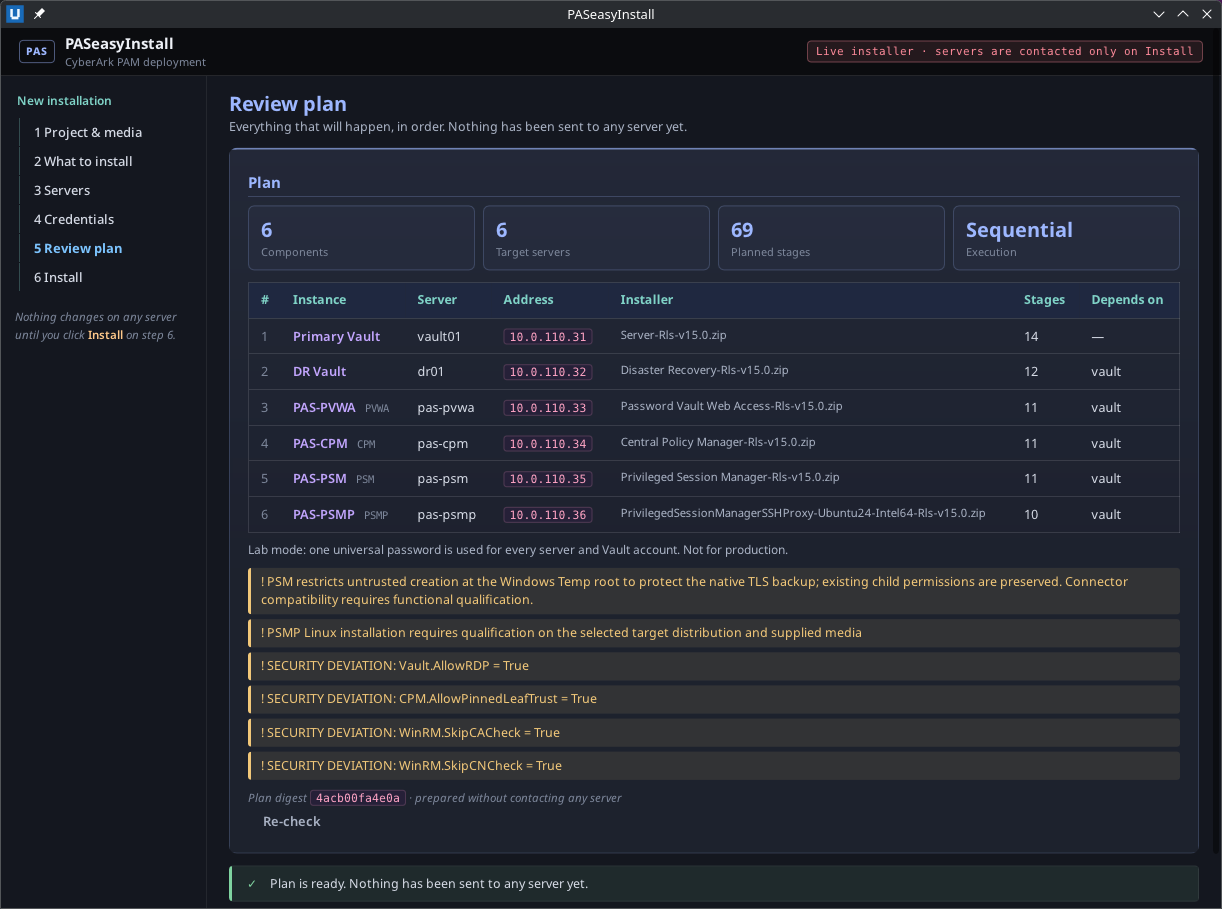 PASeasyInstall
PAS
PASeasyInstall
CyberArk PAM deployment
Live installer · servers are contacted only on Install
New installation
1 Project & media
2 What to install
3 Servers
4 Credentials
5 Review plan
6 Install
Nothing changes on any server
until you click Install on step 6.
Review plan
Everything that will happen, in order. Nothing has been sent to any server yet.
Plan
6
Components
6
Target servers
69
Planned stages
Sequential
Execution
# Instance Server Address Installer Stages Depends on
1 Primary Vault vault01 10.0.110.31 Server-Rls-v15.0.zip 14 —
2 DR Vault dr01 10.0.110.32 Disaster Recovery-Rls-v15.0.zip 12 vault
3 PAS-PVWA PVWA pas-pvwa 10.0.110.33 Password Vault Web Access-Rls-v15.0.zip 11 vault
4 PAS-CPM CPM pas-cpm 10.0.110.34 Central Policy Manager-Rls-v15.0.zip 11 vault
5 PAS-PSM PSM pas-psm 10.0.110.35 Privileged Session Manager-Rls-v15.0.zip 11 vault
6 PAS-PSMP PSMP pas-psmp 10.0.110.36 PrivilegedSessionManagerSSHProxy-Ubuntu24-Intel64-Rls-v15.0.zip 10 vault
Lab mode: one universal password is used for every server and Vault account. Not for production.
! PSM restricts untrusted creation at the Windows Temp root to protect the native TLS backup; existing child permissions are preserved. Connector
compatibility requires functional qualification.
! PSMP Linux installation requires qualification on the selected target distribution and supplied media
! SECURITY DEVIATION: Vault.AllowRDP = True
! SECURITY DEVIATION: CPM.AllowPinnedLeafTrust = True
! SECURITY DEVIATION: WinRM.SkipCACheck = True
! SECURITY DEVIATION: WinRM.SkipCNCheck = True
Plan digest 4acb00fa4e0a · prepared without contacting any server
Re-check
✓ Plan is ready. Nothing has been sent to any server yet.